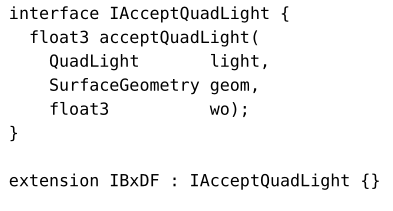 interface IAcceptQuadLight {
  float3 acceptQuadLight(
    QuadLight       light,
    SurfaceGeometry geom,
    float3          wo);
}

extension IBxDF : IAcceptQuadLight {}